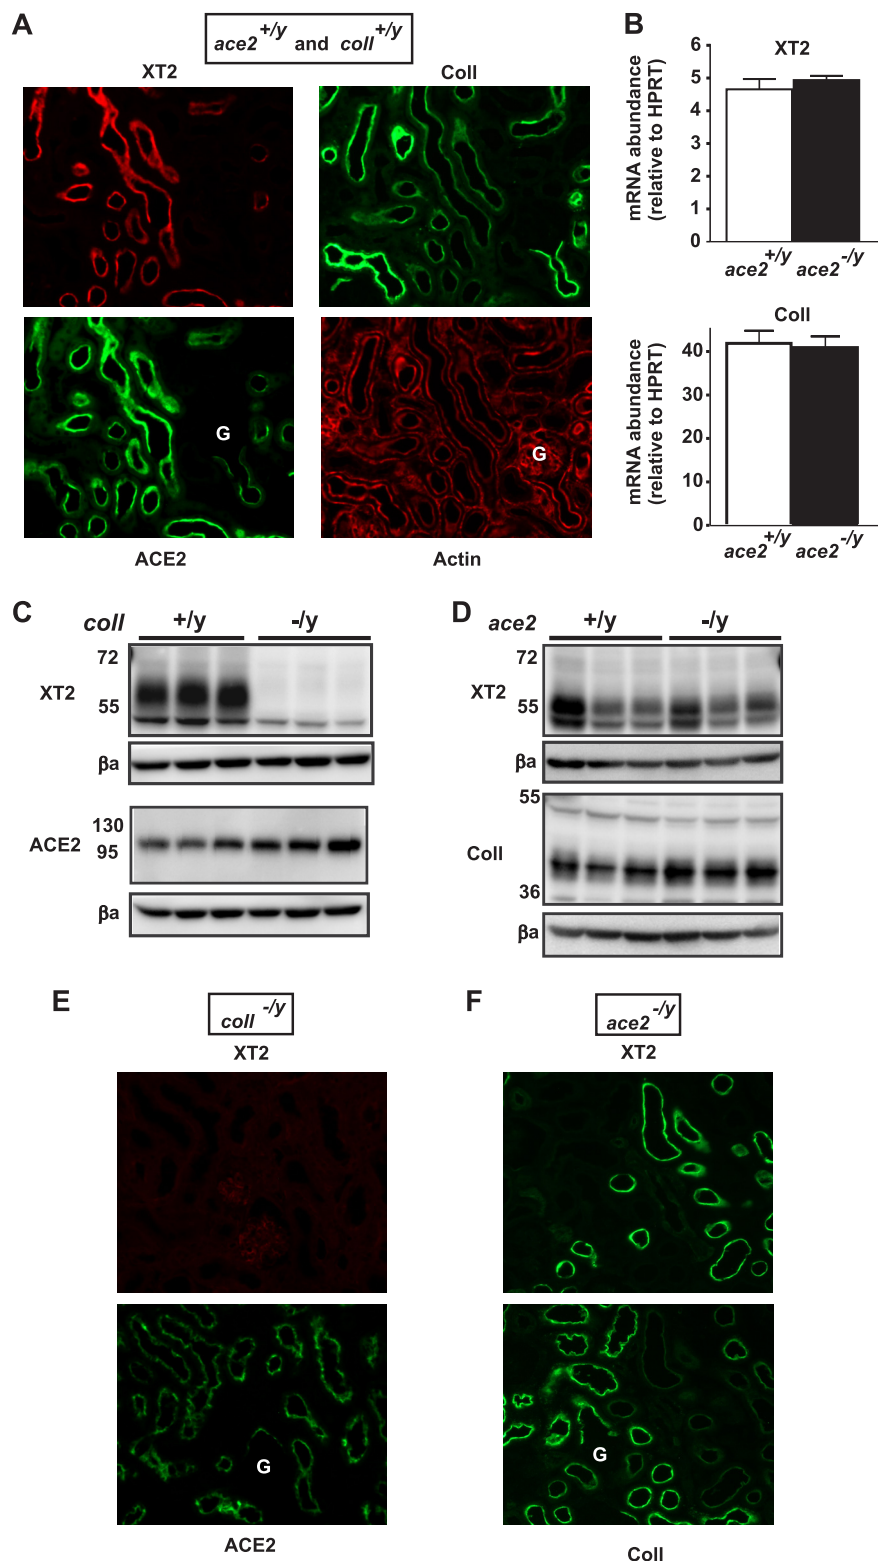 A
ace2+/y and coll+/y
XT2
Coll
G
G
ACE2
Actin
B
XT2
mRNA abundance
(relative to HPRT)
6
5
4
3
2
1
0
ace2+/y ace2-/y
Coll
mRNA abundance
(relative to HPRT)
40
30
20
10
0
ace2+/y ace2-/y
C
coll +/y -/y
72
XT2
55
βa
130
ACE2 95
βa
D
ace2 +/y -/y
72
XT2
55
βa
55
Coll
36
βa
E
coll -/y
XT2
G
ACE2
F
ace2-/y
XT2
G
Coll